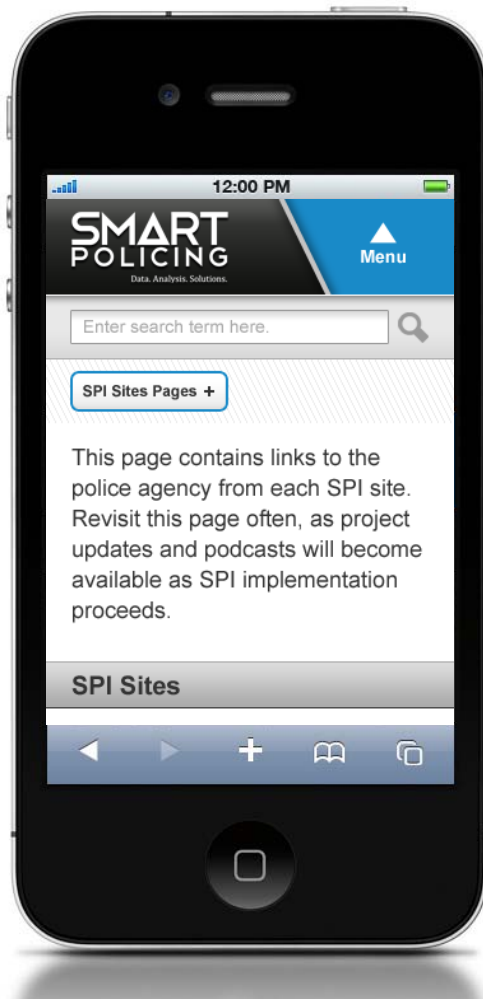 12:00 PM
SMART
POLICING
Data. Analysis. Solutions.
Menu
Enter search term here.
SPI Sites Pages +
This page contains links to the
police agency from each SPI site.
Revisit this page often, as project
updates and podcasts will become
available as SPI implementation
proceeds.
SPI Sites